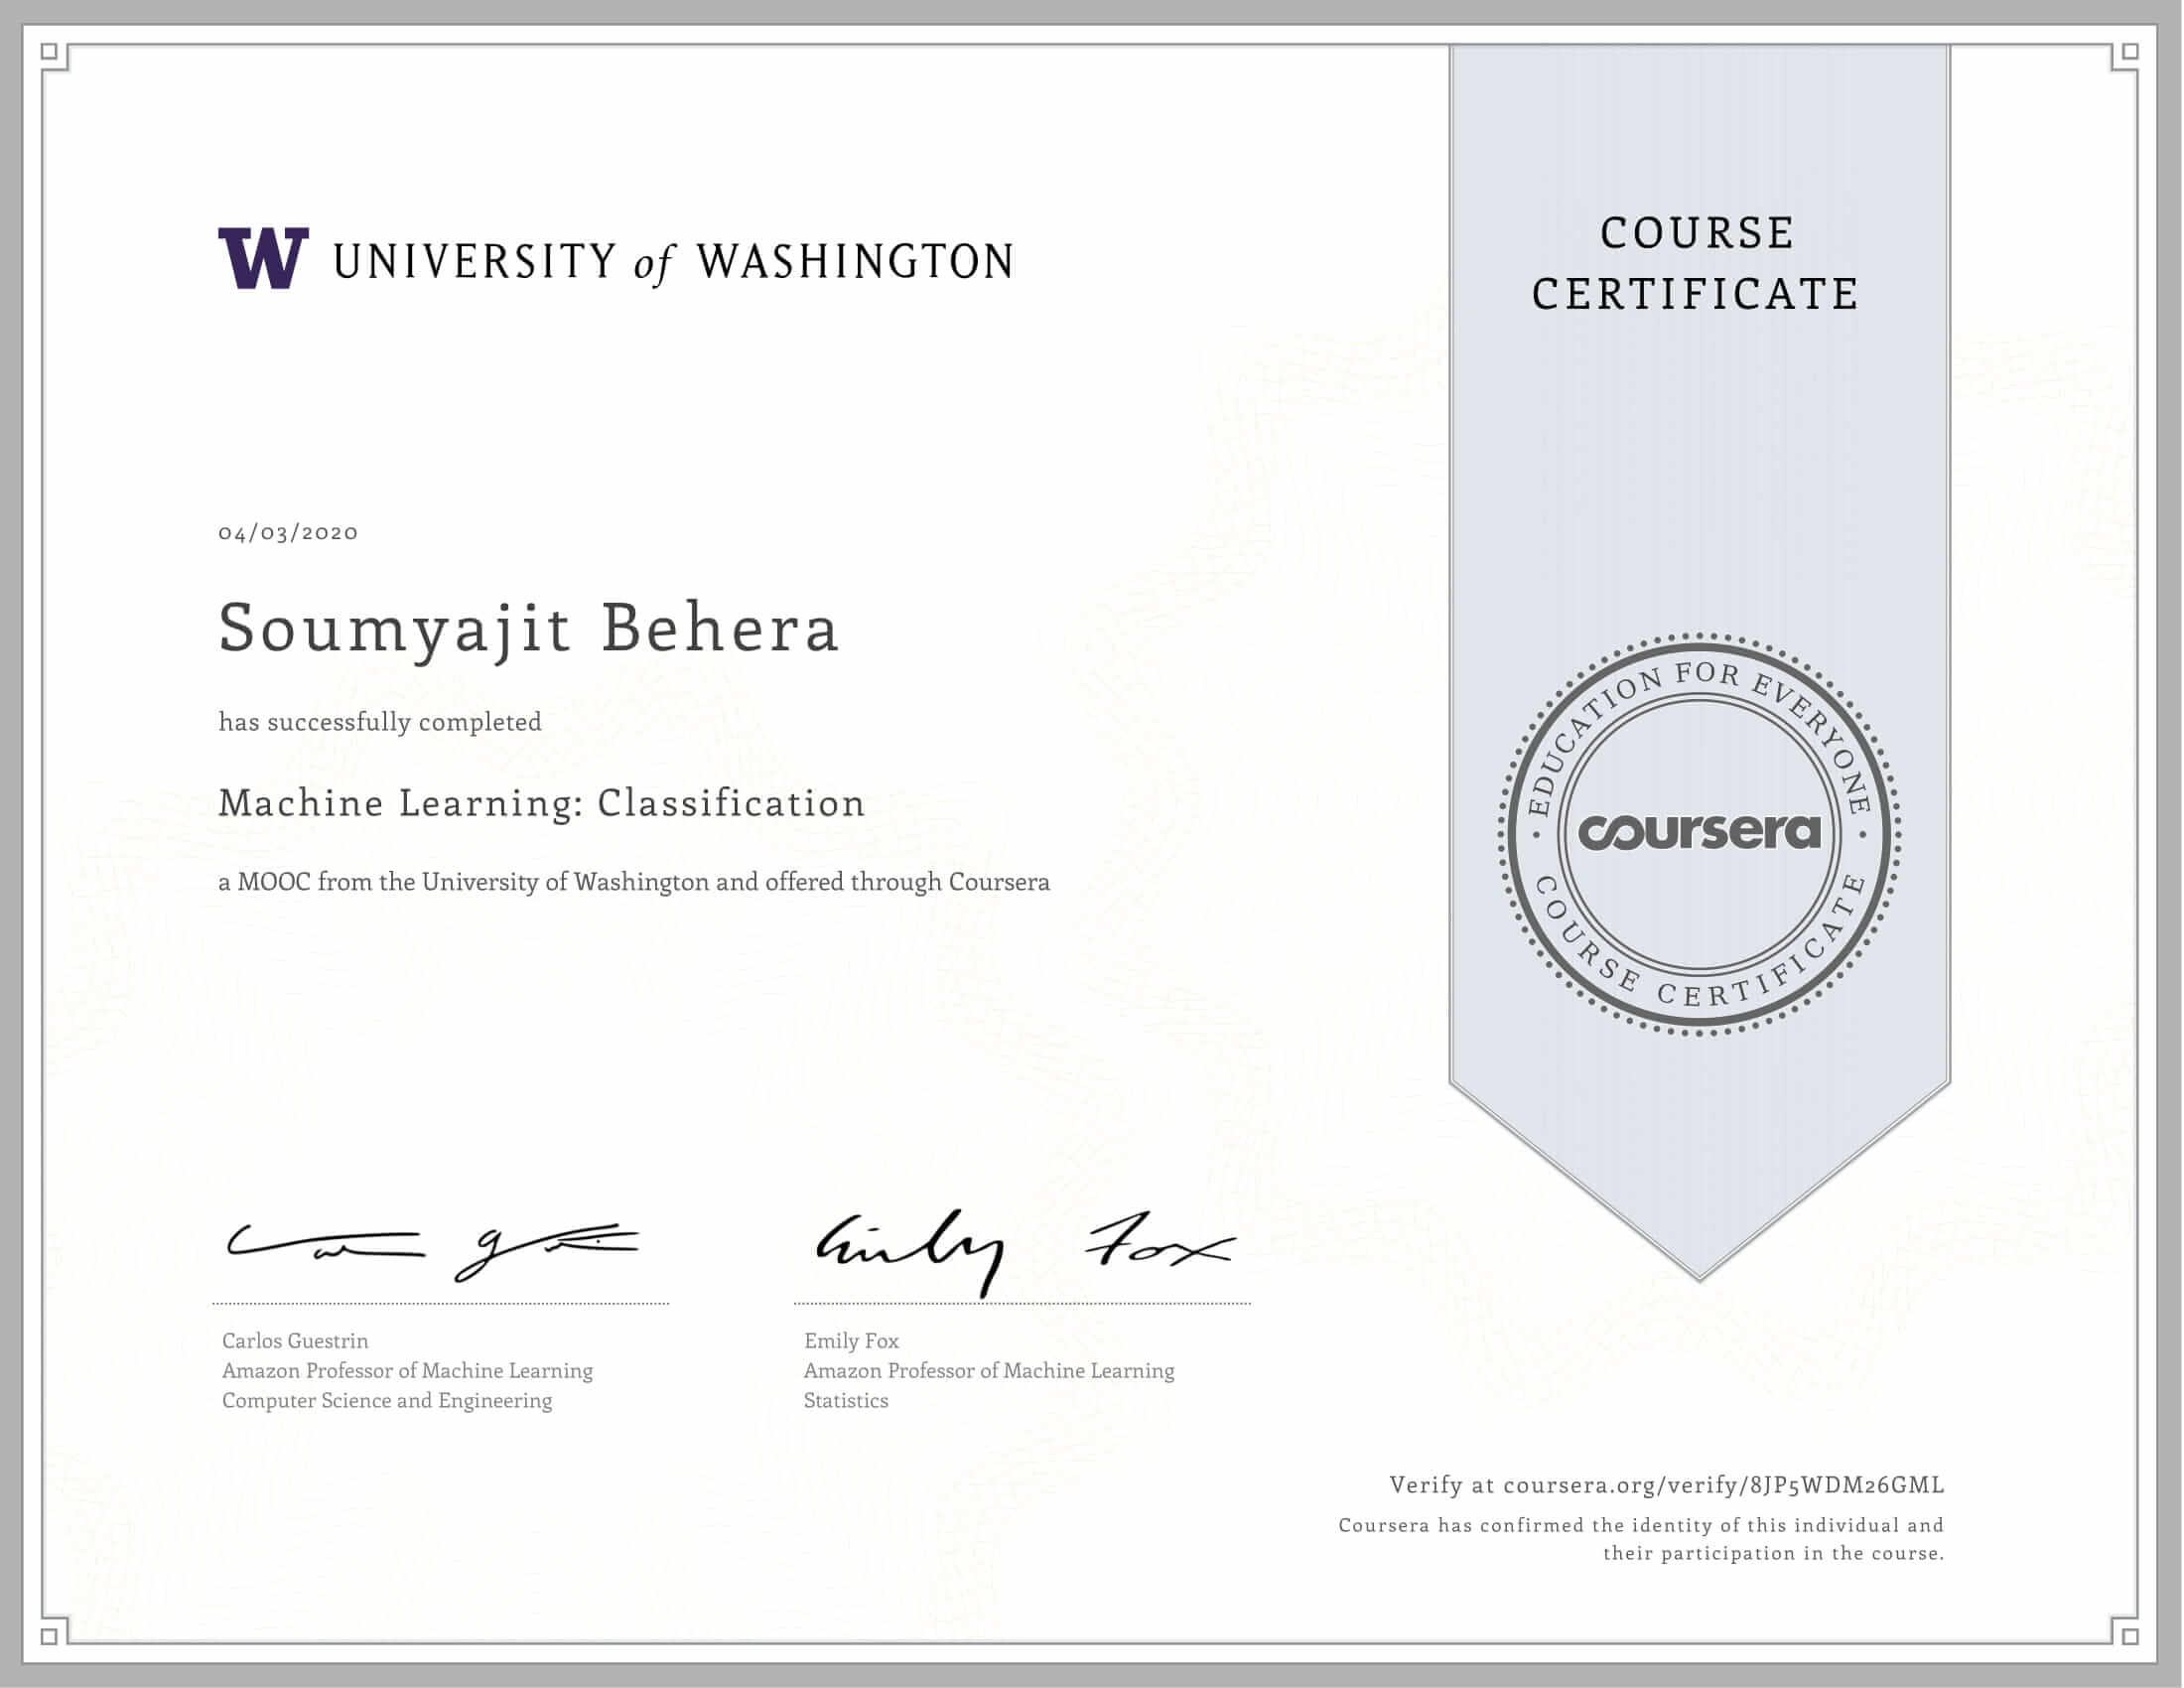 W UNIVERSITY of WASHINGTON
COURSE
CERTIFICATE
04/03/2020
Soumyajit Behera
has successfully completed
Machine Learning: Classification
a MOOC from the University of Washington and offered through Coursera
EDUCATION FOR EVERYONE
coursera
COURSE CERTIFICATE
Emily Fox
Carlos Guestrin
Amazon Professor of Machine Learning
Computer Science and Engineering
Emily Fox
Amazon Professor of Machine Learning
Statistics
Verify at coursera.org/verify/8JP5WDM26GML
Coursera has confirmed the identity of this individual and
their participation in the course.